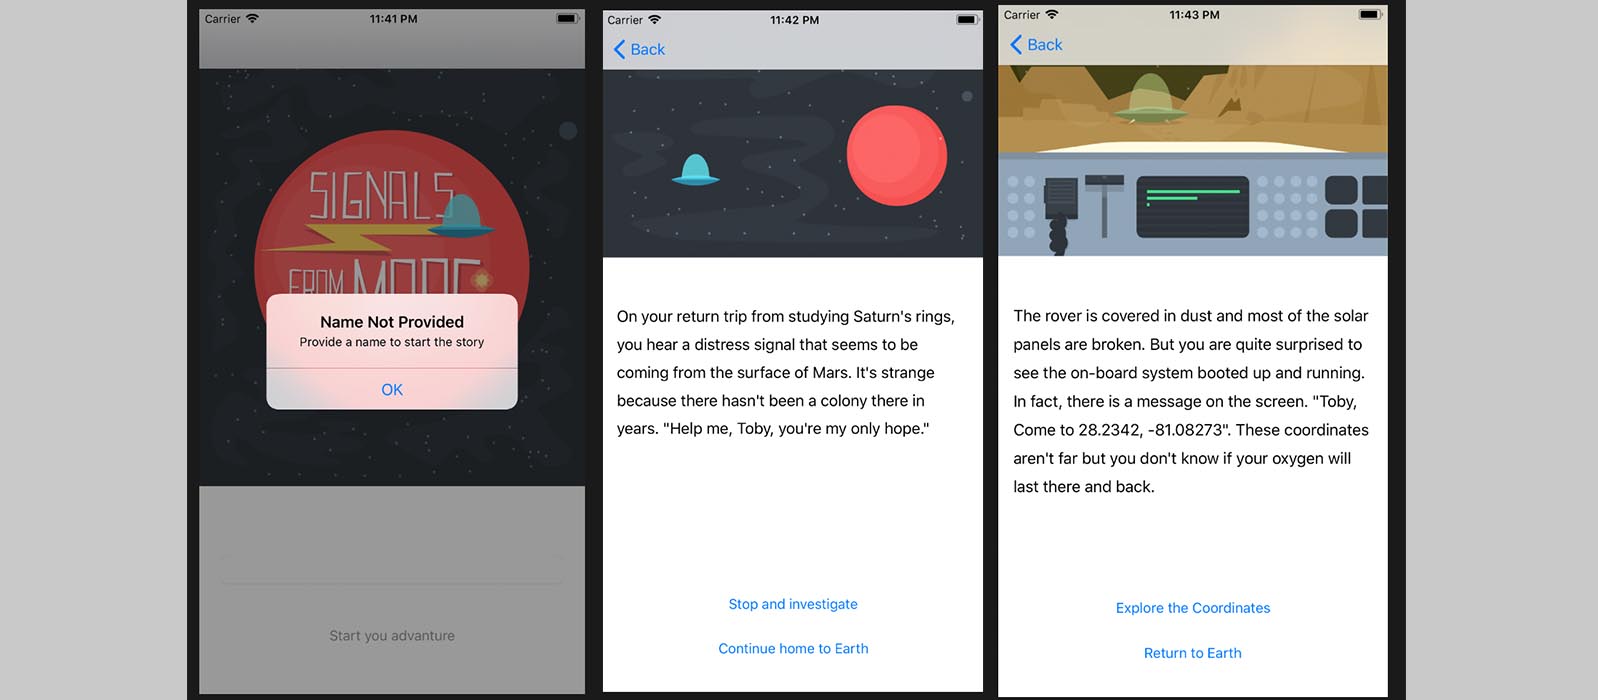 Carrier 11:41 PM
SIGNALS
FROM
Name Not Provided
Provide a name to start the story
OK
Start you advanture
Carrier 11:42 PM
Back
On your return trip from studying Saturn's rings,
you hear a distress signal that seems to be
coming from the surface of Mars. It's strange
because there hasn't been a colony there in
years. "Help me, Toby, you're my only hope."
Stop and investigate
Continue home to Earth
Carrier 11:43 PM
Back
The rover is covered in dust and most of the solar
panels are broken. But you are quite surprised to
see the on-board system booted up and running.
In fact, there is a message on the screen. "Toby,
Come to 28.2342, -81.08273". These coordinates
aren't far but you don't know if your oxygen will
last there and back.
Explore the Coordinates
Return to Earth